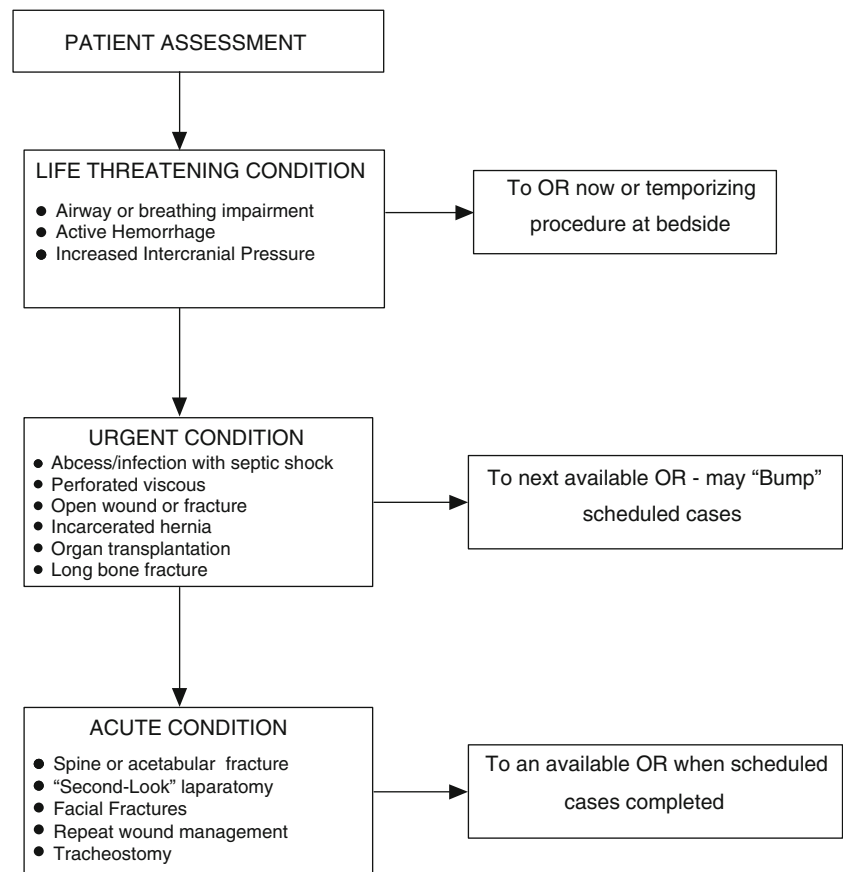 PATIENT ASSESSMENT
LIFE THREATENING CONDITION
● Airway or breathing impairment
● Active Hemorrhage
● Increased Intercranial Pressure
To OR now or temporizing
procedure at bedside
URGENT CONDITION
● Abcess/infection with septic shock
● Perforated viscous
● Open wound or fracture
● Incarcerated hernia
● Organ transplantation
● Long bone fracture
To next available OR - may “Bump”
scheduled cases
ACUTE CONDITION
● Spine or acetabular fracture
● “Second-Look” laparatomy
● Facial Fractures
● Repeat wound management
● Tracheostomy
To an available OR when scheduled
cases completed